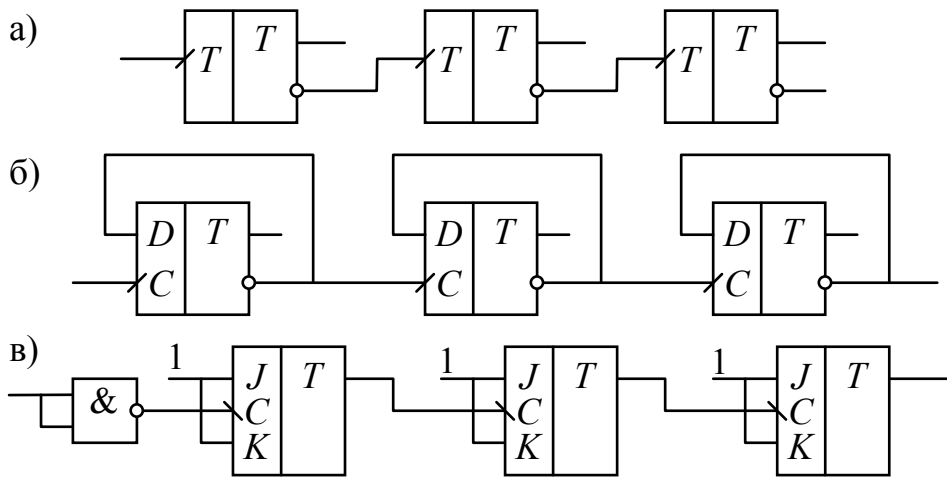 а)
T T T T T T
б)
D T D T D T
C C C
в)
1 1 1
& J T J T J T
C C C
K K K